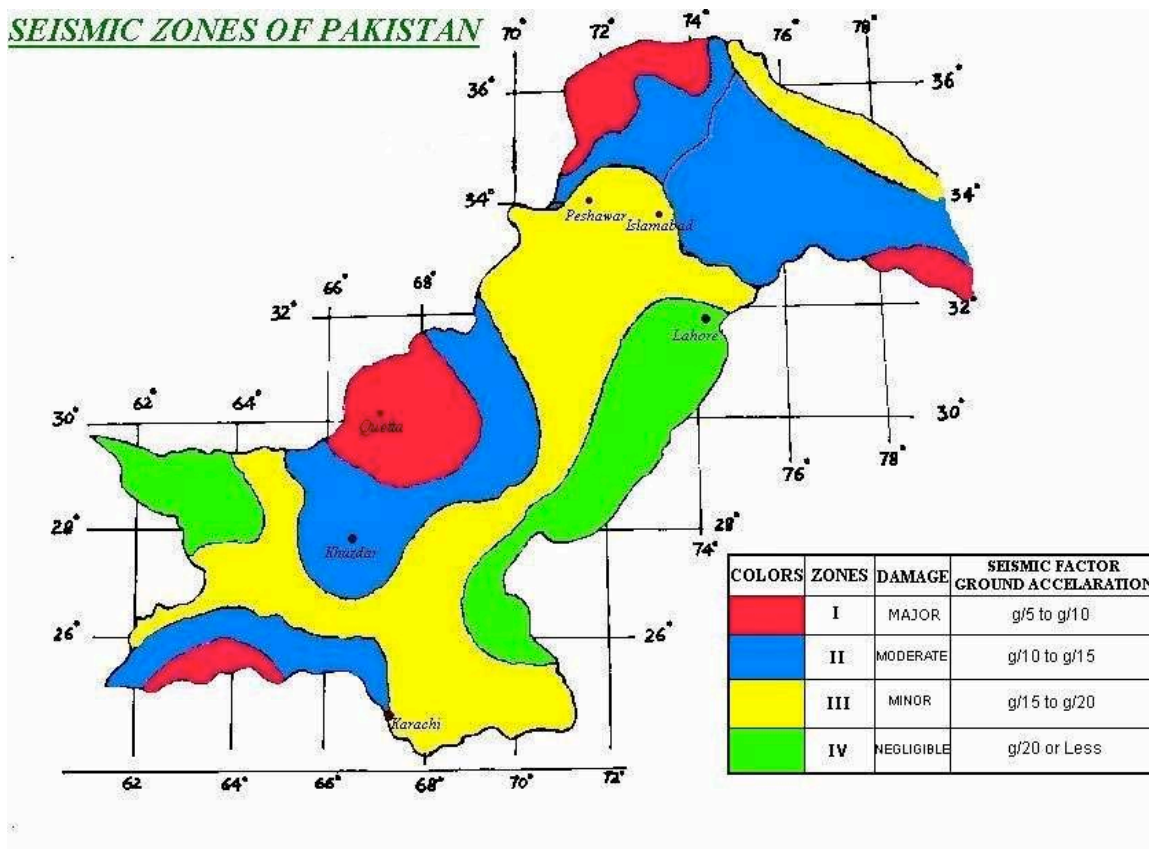 SEISMIC ZONES OF PAKISTAN
70° 72° 74° 76° 78°
36° 36°
34° 34°
Peshawar
Islamabad
66° 68°
32° 32°
Lahore
62° 64°
30° 30°
Quetta
76° 78°
28° 28°
74°
Khuzdar
26° 26°
Karachi
62° 64° 66° 68° 70° 72°
COLORS ZONES DAMAGE SEISMIC FACTOR
GROUND ACCELARATION
I MAJOR g/5 to g/10
II MODERATE g/10 to g/15
III MINOR g/15 to g/20
IV NEGLIGIBLE g/20 or Less